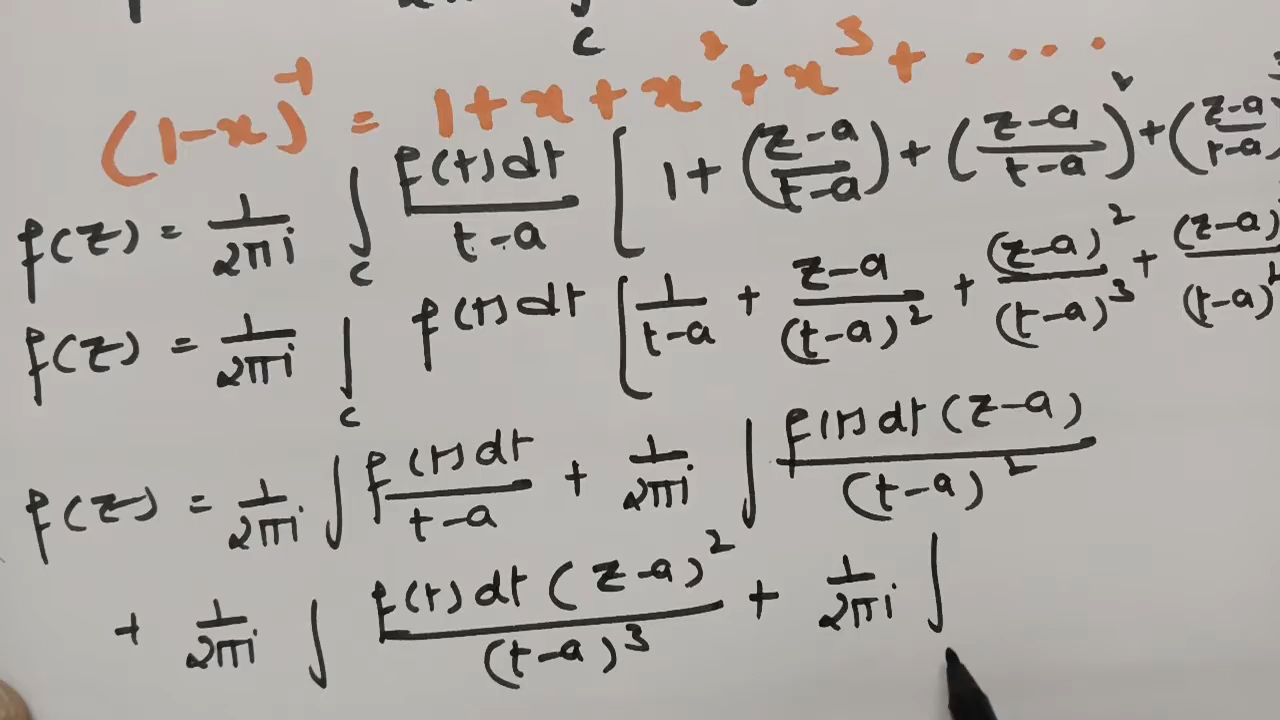 c
(1-x)^-1 = 1+x+x^2+x^3+....
f(z) = 1/2πi ∫_c f(t)dt/t-a [1+(z-a/t-a)+(z-a/t-a)^2+(z-a/t-a)
f(z) = 1/2πi ∫_c f(t)dt [1/t-a + z-a/(t-a)^2 + (z-a)^2/(t-a)^3 + (z-a)/(t-a)
f(z) = 1/2πi ∫ f(t)dt/t-a + 1/2πi ∫ f(t)dt(z-a)/(t-a)^2
+ 1/2πi ∫ f(t)dt(z-a)^2/(t-a)^3 + 1/2πi ∫